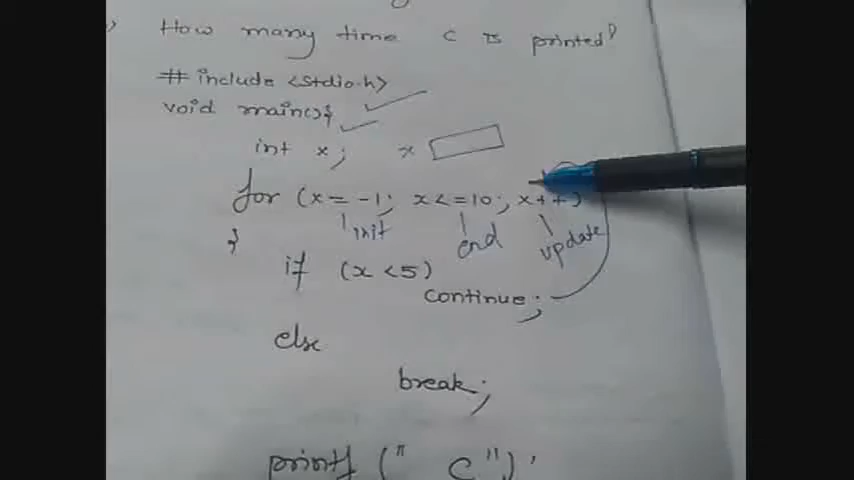 How many time C is printed?
# include <stdio.h>
void main(){
int x; x
for (x = -1; x <= 10; x++)
init end update
{
if (x < 5)
continue;
else
break;
printf (" C") ;